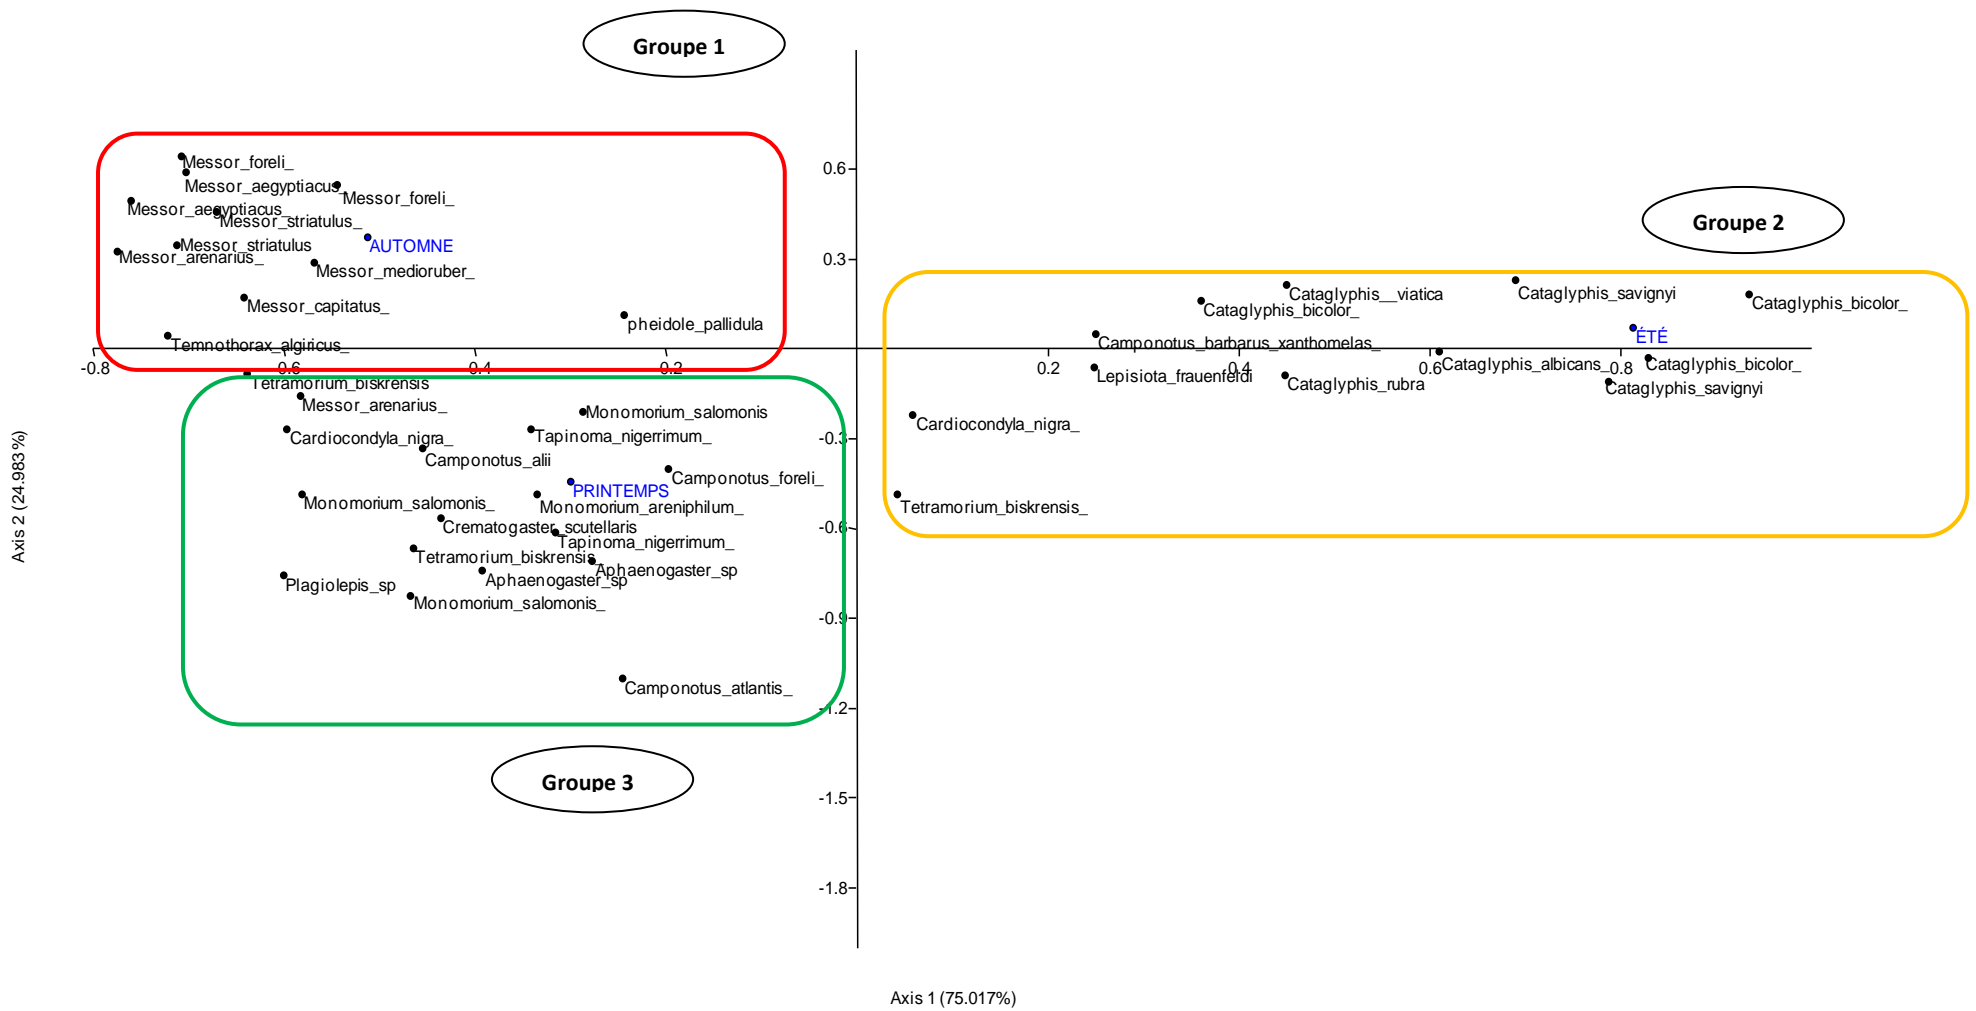 Groupe 1
Messor_foreli_
Messor_aegyptiacus_
Messor_foreli_
Messor_aegyptiacus_
Messor_striatulus_
Messor_striatulus
AUTOMNE
Messor_arenarius_
Messor_medioruber_
Messor_capitatus_
pheidole_pallidula
Temnothorax_algiricus_
Groupe 2
Cataglyphis__viatica
Cataglyphis_savignyi
Cataglyphis_bicolor_
Cataglyphis_bicolor_
ÉTÉ
Camponotus_barbarus_xanthomelas_
Cataglyphis_albicans_
Cataglyphis_bicolor_
Lepisiota_frauenfeldi
Cataglyphis_rubra
Cataglyphis_savignyi
Cardiocondyla_nigra_
Tetramorium_biskrensis_
Tetramorium_biskrensis
Messor_arenarius_
Monomorium_salomonis
Cardiocondyla_nigra_
Tapinoma_nigerrimum_
Camponotus_alii
Camponotus_foreli_
PRINTEMPS
Monomorium_salomonis_
Monomorium_areniphilum_
Crematogaster_scutellaris
Tapinoma_nigerrimum_
Tetramorium_biskrensis_
Aphaenogaster_sp
Aphaenogaster_sp
Plagiolepis_sp
Monomorium_salomonis_
Camponotus_atlantis_
Groupe 3
-0.8
-0.6
-0.4
-0.2
0.2
0.4
0.6
0.8
0.6
0.3
-0.3
-0.6
-0.9
-1.2
-1.5
-1.8
Axis 2 (24.983%)
Axis 1 (75.017%)